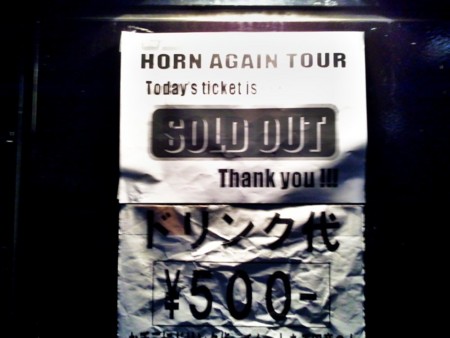 HORN AGAIN TOUR
Today's ticket is
SOLD OUT
Thank you !!!
ドリンク代
¥500-